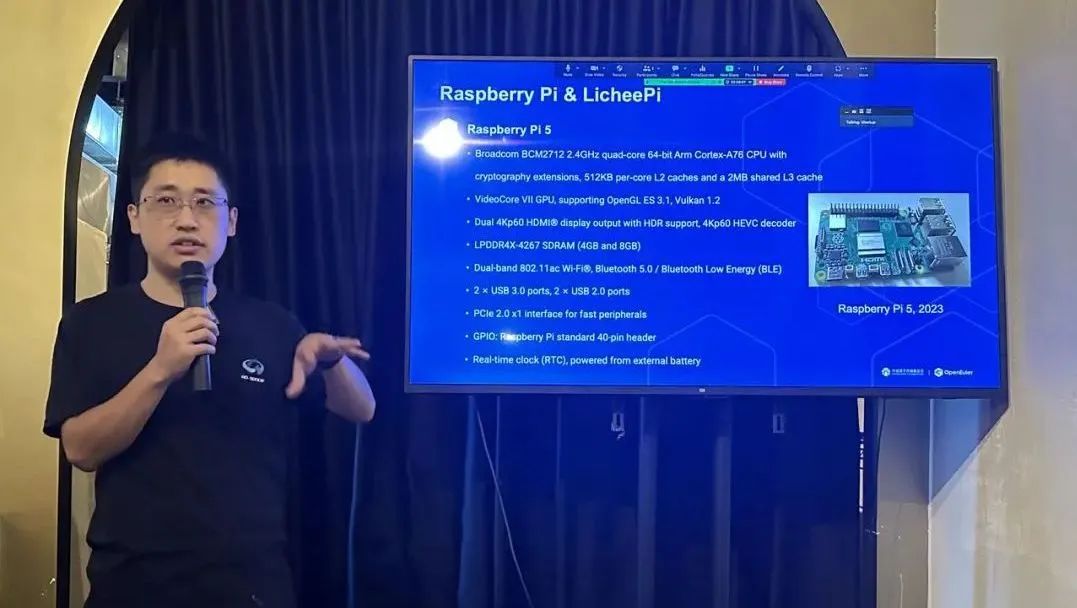 Raspberry Pi & LicheePi
Raspberry Pi 5
• Broadcom BCM2712 2.4GHz quad-core 64-bit Arm Cortex-A76 CPU with
cryptography extensions, 512KB per-core L2 caches and a 2MB shared L3 cache
• VideoCore VII GPU, supporting OpenGL ES 3.1, Vulkan 1.2
• Dual 4Kp60 HDMI® display output with HDR support, 4Kp60 HEVC decoder
• LPDDR4X-4267 SDRAM (4GB and 8GB)
• Dual-band 802.11ac Wi-Fi®, Bluetooth 5.0 / Bluetooth Low Energy (BLE)
• 2 × USB 3.0 ports, 2 × USB 2.0 ports
• PCIe 2.0 x1 interface for fast peripherals
• GPIO: Raspberry Pi standard 40-pin header
• Real-time clock (RTC), powered from external battery
Raspberry Pi 5, 2023
OpenEuler